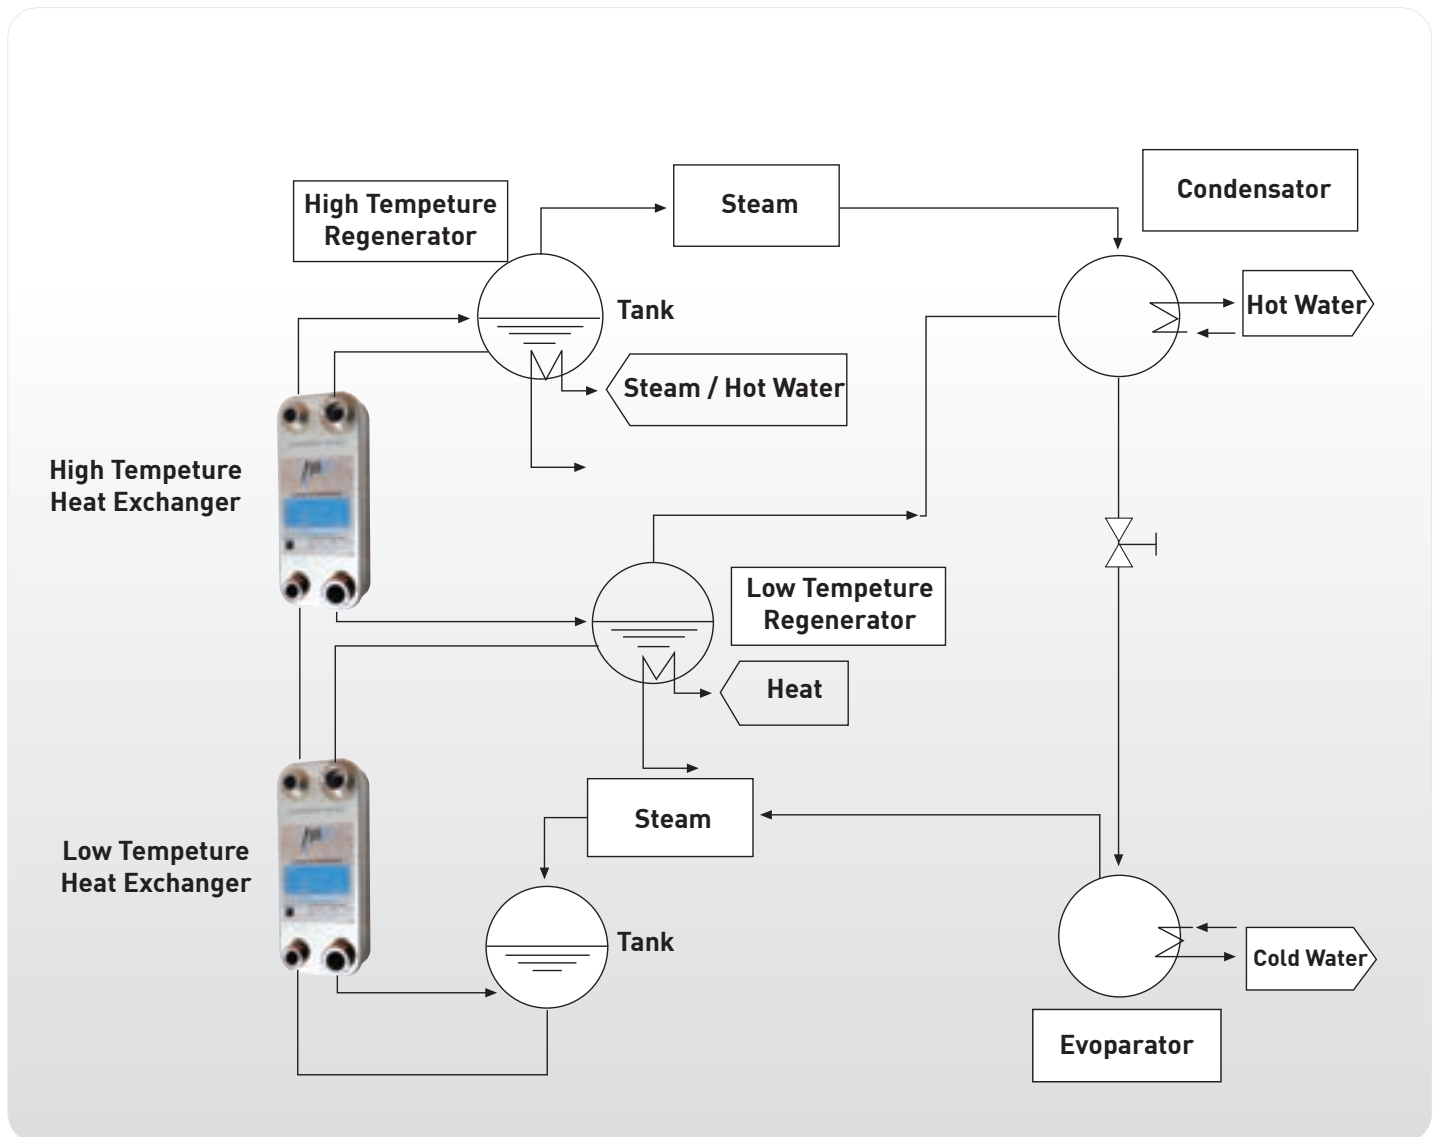 High Tempeture
Regenerator
Steam
Condensator
Tank
Hot Water
Steam / Hot Water
High Tempeture
Heat Exchanger
Low Tempeture
Regenerator
Heat
Steam
Low Tempeture
Heat Exchanger
Tank
Cold Water
Evoparator